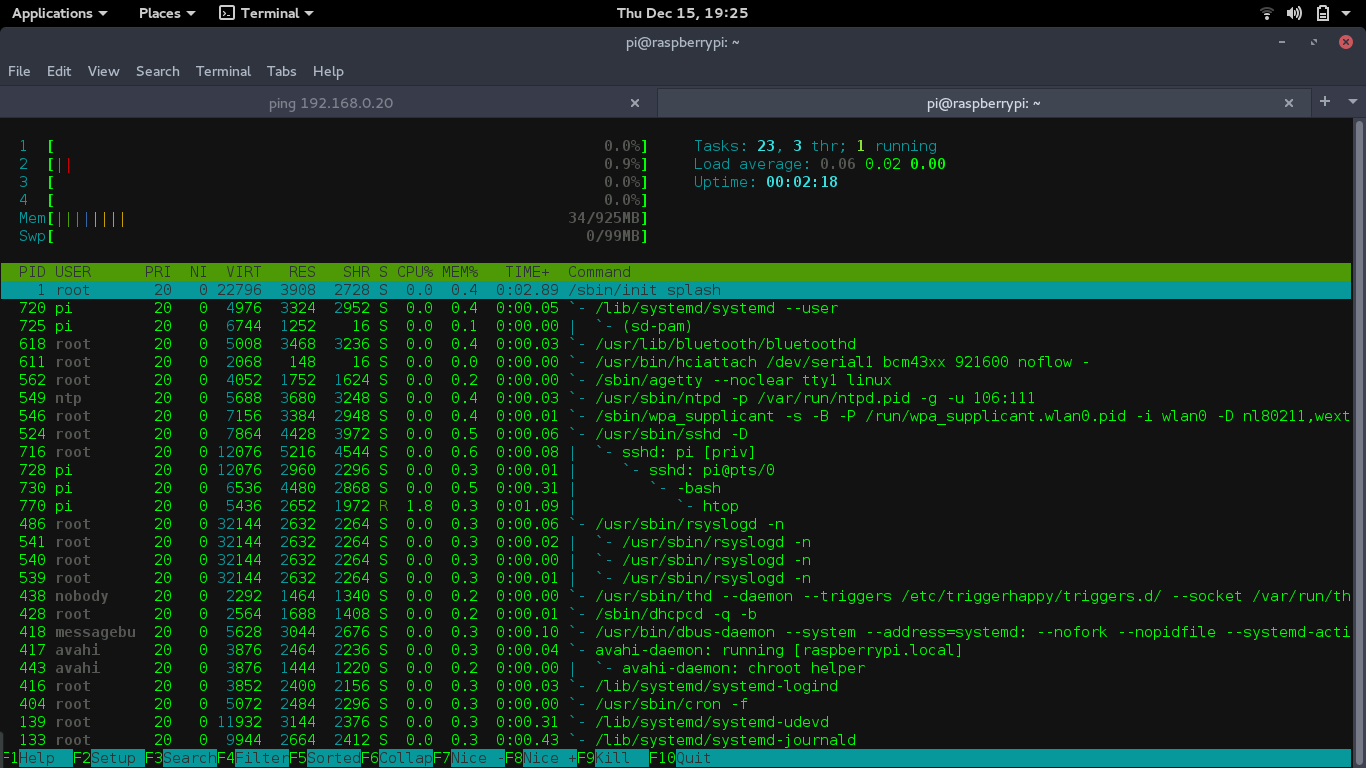 Applications Places Terminal Thu Dec 15, 19:25
pi@raspberrypi: ~
File Edit View Search Terminal Tabs Help
ping 192.168.0.20 × pi@raspberrypi: ~ × +
1 [ 0.0%] Tasks: 23, 3 thr; 1 running
2 [|| 0.9%] Load average: 0.06 0.02 0.00
3 [ 0.0%] Uptime: 00:02:18
4 [ 0.0%]
Mem[|||||||| 34/925MB]
Swp[ 0/99MB]
PID USER PRI NI VIRT RES SHR S CPU% MEM% TIME+ Command
1 root 20 0 22796 3908 2728 S 0.0 0.4 0:02.89 /sbin/init splash
720 pi 20 0 4976 3324 2952 S 0.0 0.4 0:00.05 `- /lib/systemd/systemd --user
725 pi 20 0 6744 1252 16 S 0.0 0.1 0:00.00 | `- (sd-pam)
618 root 20 0 5008 3468 3236 S 0.0 0.4 0:00.03 `- /usr/lib/bluetooth/bluetoothd
611 root 20 0 2068 148 16 S 0.0 0.0 0:00.00 `- /usr/bin/hciattach /dev/serial1 bcm43xx 921600 noflow -
562 root 20 0 4052 1752 1624 S 0.0 0.2 0:00.00 `- /sbin/agetty --noclear tty1 linux
549 ntp 20 0 5688 3680 3248 S 0.0 0.4 0:00.03 `- /usr/sbin/ntpd -p /var/run/ntpd.pid -g -u 106:111
546 root 20 0 7156 3384 2948 S 0.0 0.4 0:00.01 `- /sbin/wpa_supplicant -s -B -P /run/wpa_supplicant.wlan0.pid -i wlan0 -D nl80211,wext
524 root 20 0 7864 4428 3972 S 0.0 0.5 0:00.06 `- /usr/sbin/sshd -D
716 root 20 0 12076 5216 4544 S 0.0 0.6 0:00.08 | `- sshd: pi [priv]
728 pi 20 0 12076 2960 2296 S 0.0 0.3 0:00.01 | `- sshd: pi@pts/0
730 pi 20 0 6536 4480 2868 S 0.0 0.5 0:00.31 | `- -bash
770 pi 20 0 5436 2652 1972 R 1.8 0.3 0:01.09 | `- htop
486 root 20 0 32144 2632 2264 S 0.0 0.3 0:00.06 `- /usr/sbin/rsyslogd -n
541 root 20 0 32144 2632 2264 S 0.0 0.3 0:00.02 | `- /usr/sbin/rsyslogd -n
540 root 20 0 32144 2632 2264 S 0.0 0.3 0:00.00 | `- /usr/sbin/rsyslogd -n
539 root 20 0 32144 2632 2264 S 0.0 0.3 0:00.01 | `- /usr/sbin/rsyslogd -n
438 nobody 20 0 2292 1464 1340 S 0.0 0.2 0:00.00 `- /usr/sbin/thd --daemon --triggers /etc/triggerhappy/triggers.d/ --socket /var/run/th
428 root 20 0 2564 1688 1408 S 0.0 0.2 0:00.01 `- /sbin/dhcpcd -q -b
418 messagebu 20 0 5628 3044 2676 S 0.0 0.3 0:00.10 `- /usr/bin/dbus-daemon --system --address=systemd: --nofork --nopidfile --systemd-acti
417 avahi 20 0 3876 2464 2236 S 0.0 0.3 0:00.04 `- avahi-daemon: running [raspberrypi.local]
443 avahi 20 0 3876 1444 1220 S 0.0 0.2 0:00.00 | `- avahi-daemon: chroot helper
416 root 20 0 3852 2400 2156 S 0.0 0.3 0:00.03 `- /lib/systemd/systemd-logind
404 root 20 0 5072 2484 2296 S 0.0 0.3 0:00.00 `- /usr/sbin/cron -f
139 root 20 0 11932 3144 2376 S 0.0 0.3 0:00.31 `- /lib/systemd/systemd-udevd
133 root 20 0 9944 2664 2412 S 0.0 0.3 0:00.43 `- /lib/systemd/systemd-journald
F1Help F2Setup F3SearchF4FilterF5SortedF6CollapF7Nice -F8Nice +F9Kill F10Quit